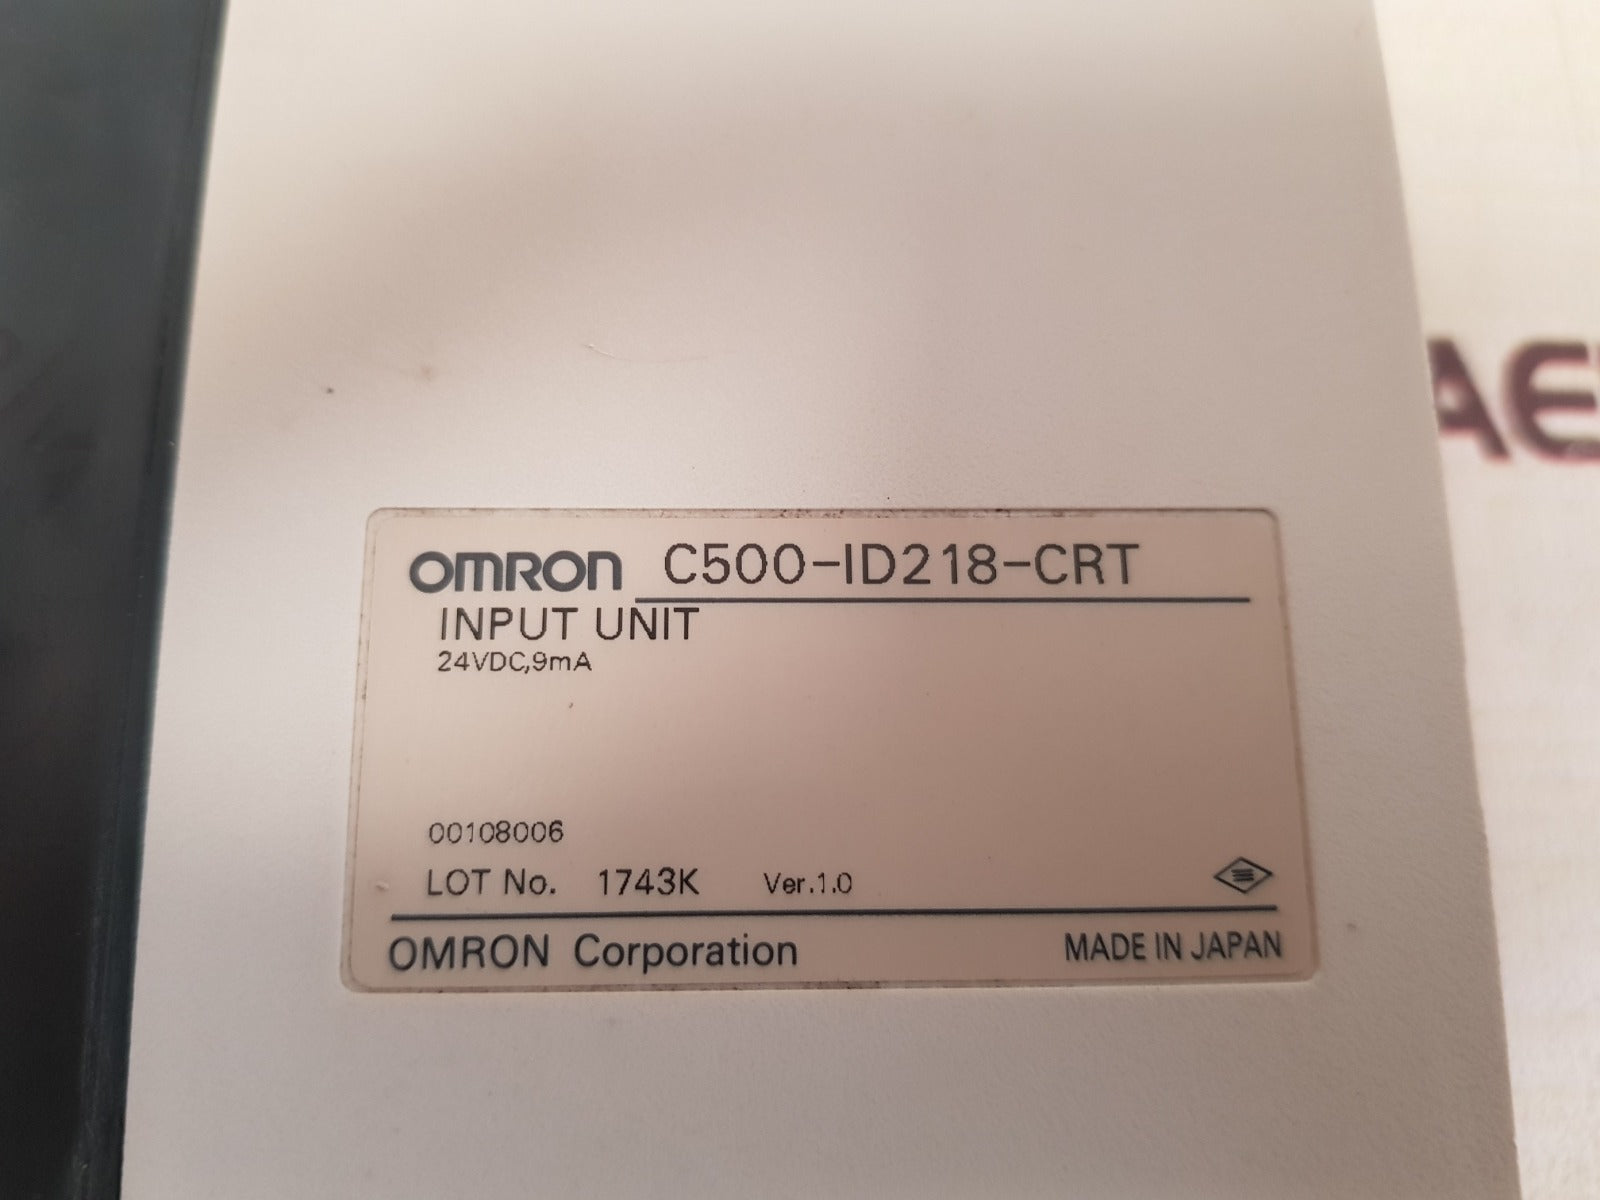 OMRON C500-ID218-CRT
INPUT UNIT
24VDC,9mA
00108006
LOT No. 1743K Ver.1.0
OMRON Corporation MADE IN JAPAN